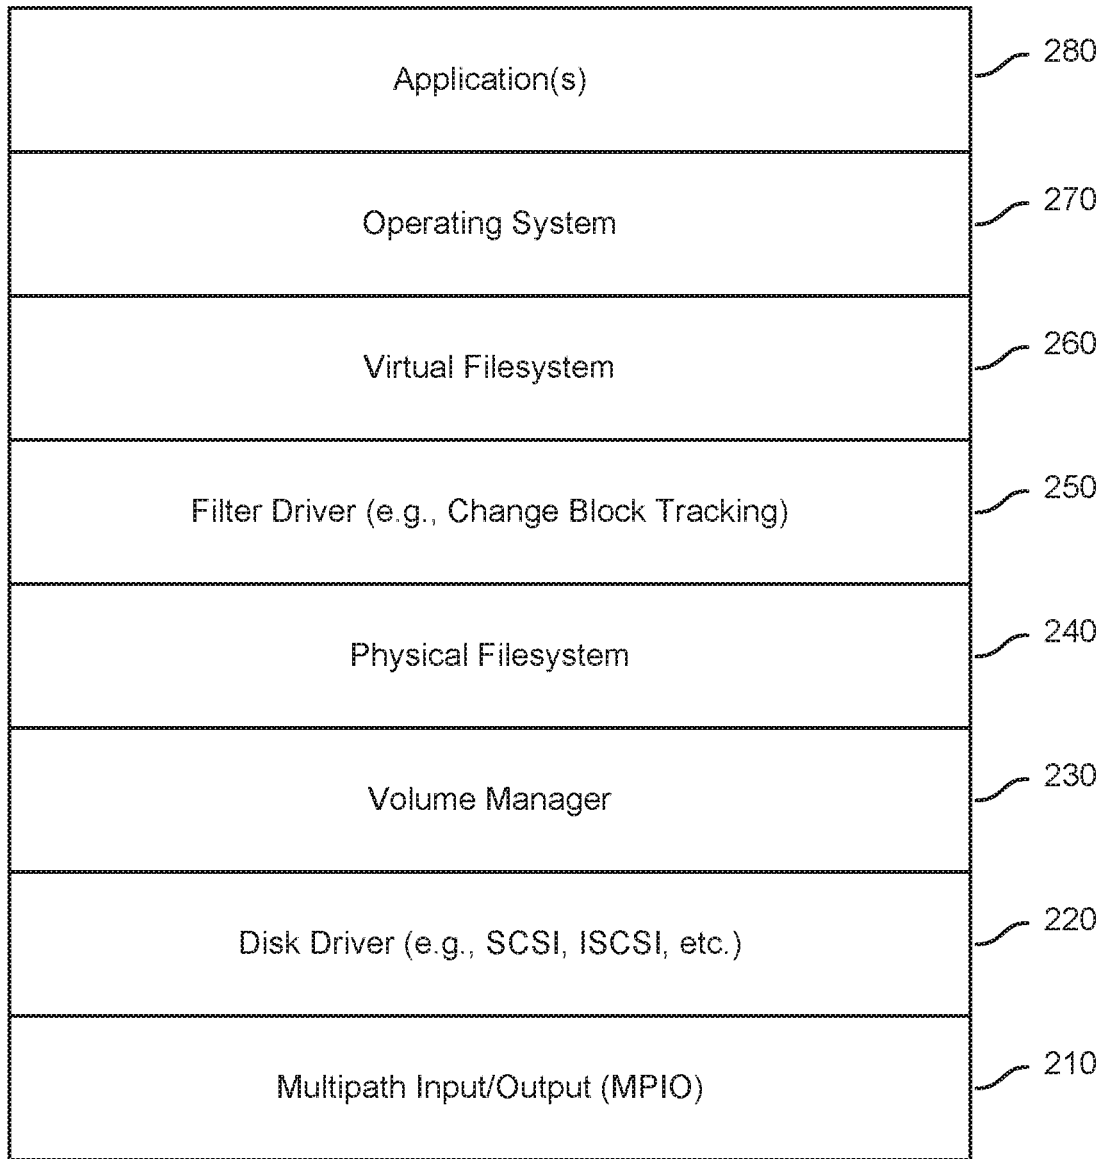 Application(s)
280
Operating System
270
Virtual Filesystem
260
Filter Driver (e.g., Change Block Tracking)
250
Physical Filesystem
240
Volume Manager
230
Disk Driver (e.g., SCSI, ISCSI, etc.)
220
Multipath Input/Output (MPIO)
210